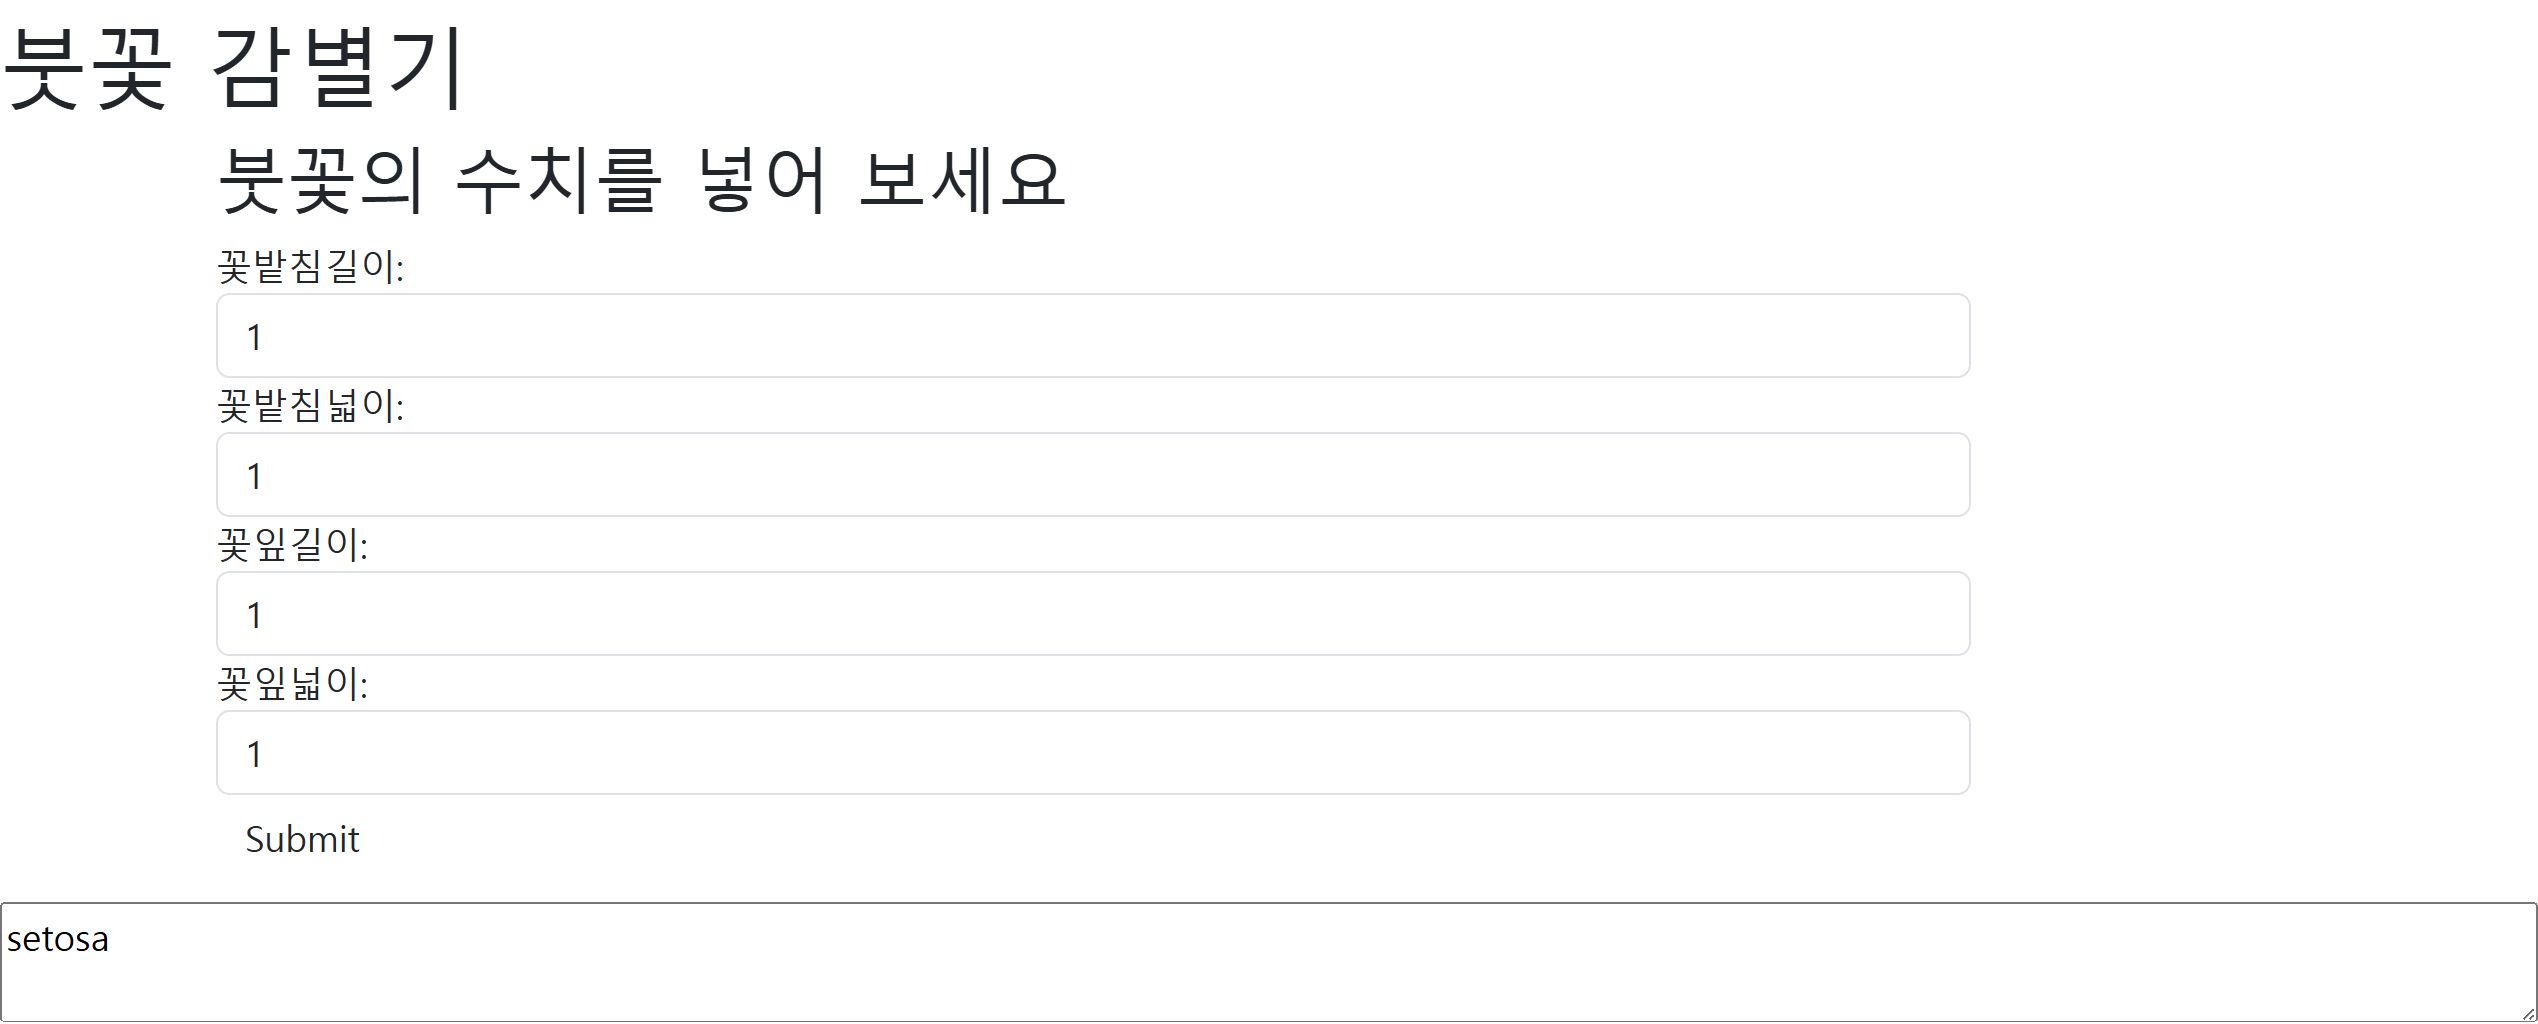 붓꽃 감별기
붓꽃의 수치를 넣어 보세요
꽃받침길이:
1
꽃받침넓이:
1
꽃잎길이:
1
꽃잎넓이:
1
Submit
setosa